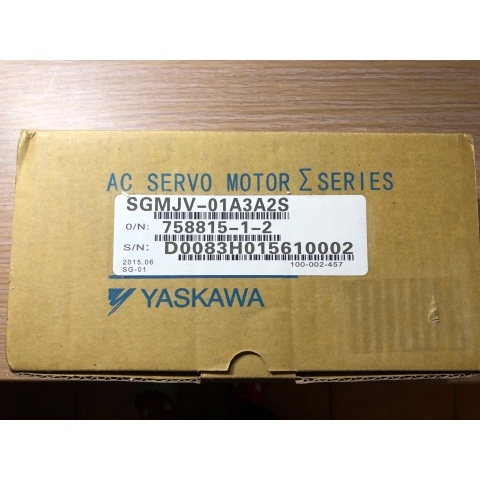 AC SERVO MOTOR Σ SERIES
SGMJV-01A3A2S
O/N: 758815-1-2
S/N: D0083H015610002
2015.06
SG-01 100-002-457
YASKAWA